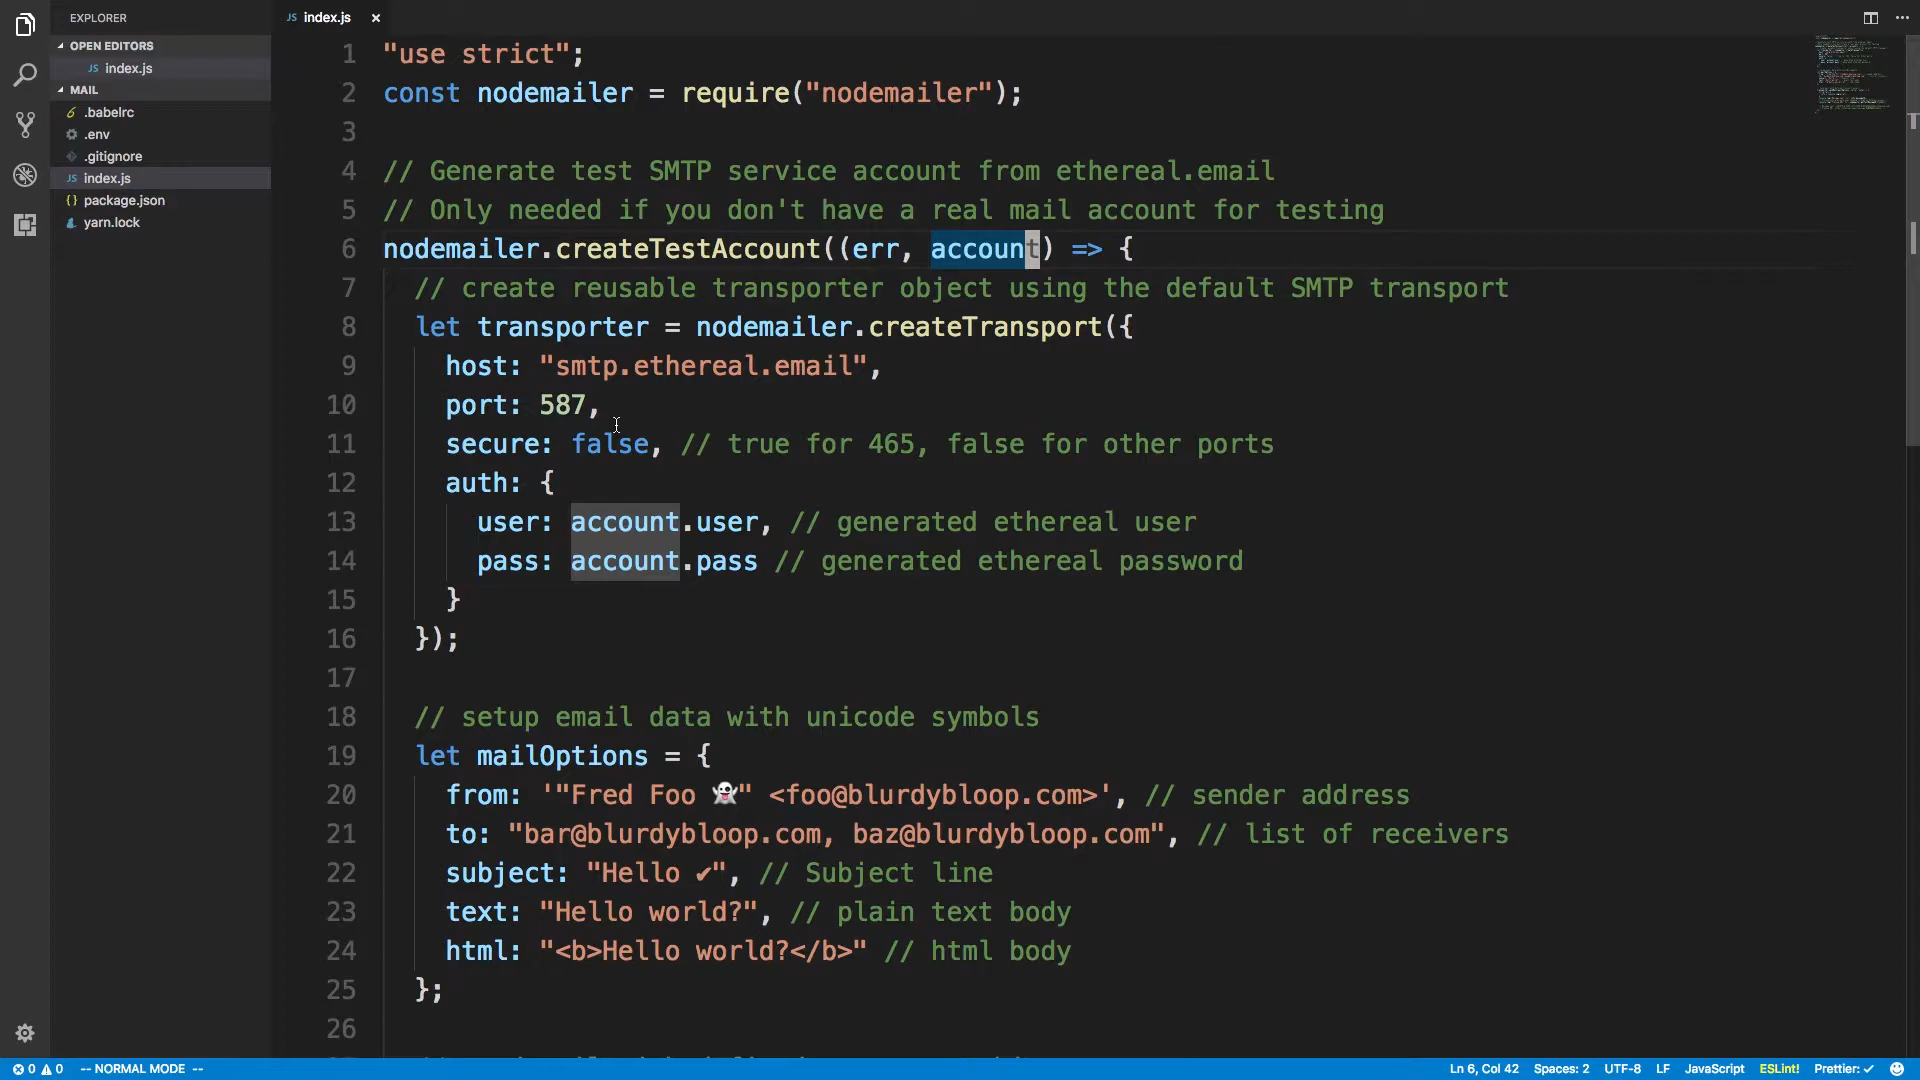 EXPLORER
OPEN EDITORS
JS index.js
MAIL
.babelrc
.env
.gitignore
JS index.js
{} package.json
yarn.lock
JS index.js ×
1 "use strict";
2 const nodemailer = require("nodemailer");
3
4 // Generate test SMTP service account from ethereal.email
5 // Only needed if you don't have a real mail account for testing
6 nodemailer.createTestAccount((err, account) => {
7 // create reusable transporter object using the default SMTP transport
8 let transporter = nodemailer.createTransport({
9 host: "smtp.ethereal.email",
10 port: 587,
11 secure: false, // true for 465, false for other ports
12 auth: {
13 user: account.user, // generated ethereal user
14 pass: account.pass // generated ethereal password
15 }
16 });
17
18 // setup email data with unicode symbols
19 let mailOptions = {
20 from: '"Fred Foo 👻" <foo@blurdybloop.com>', // sender address
21 to: "bar@blurdybloop.com, baz@blurdybloop.com", // list of receivers
22 subject: "Hello ✔", // Subject line
23 text: "Hello world?", // plain text body
24 html: "<b>Hello world?</b>" // html body
25 };
26
0 0 -- NORMAL MODE -- Ln 6, Col 42 Spaces: 2 UTF-8 LF JavaScript ESLint! Prettier: ✓